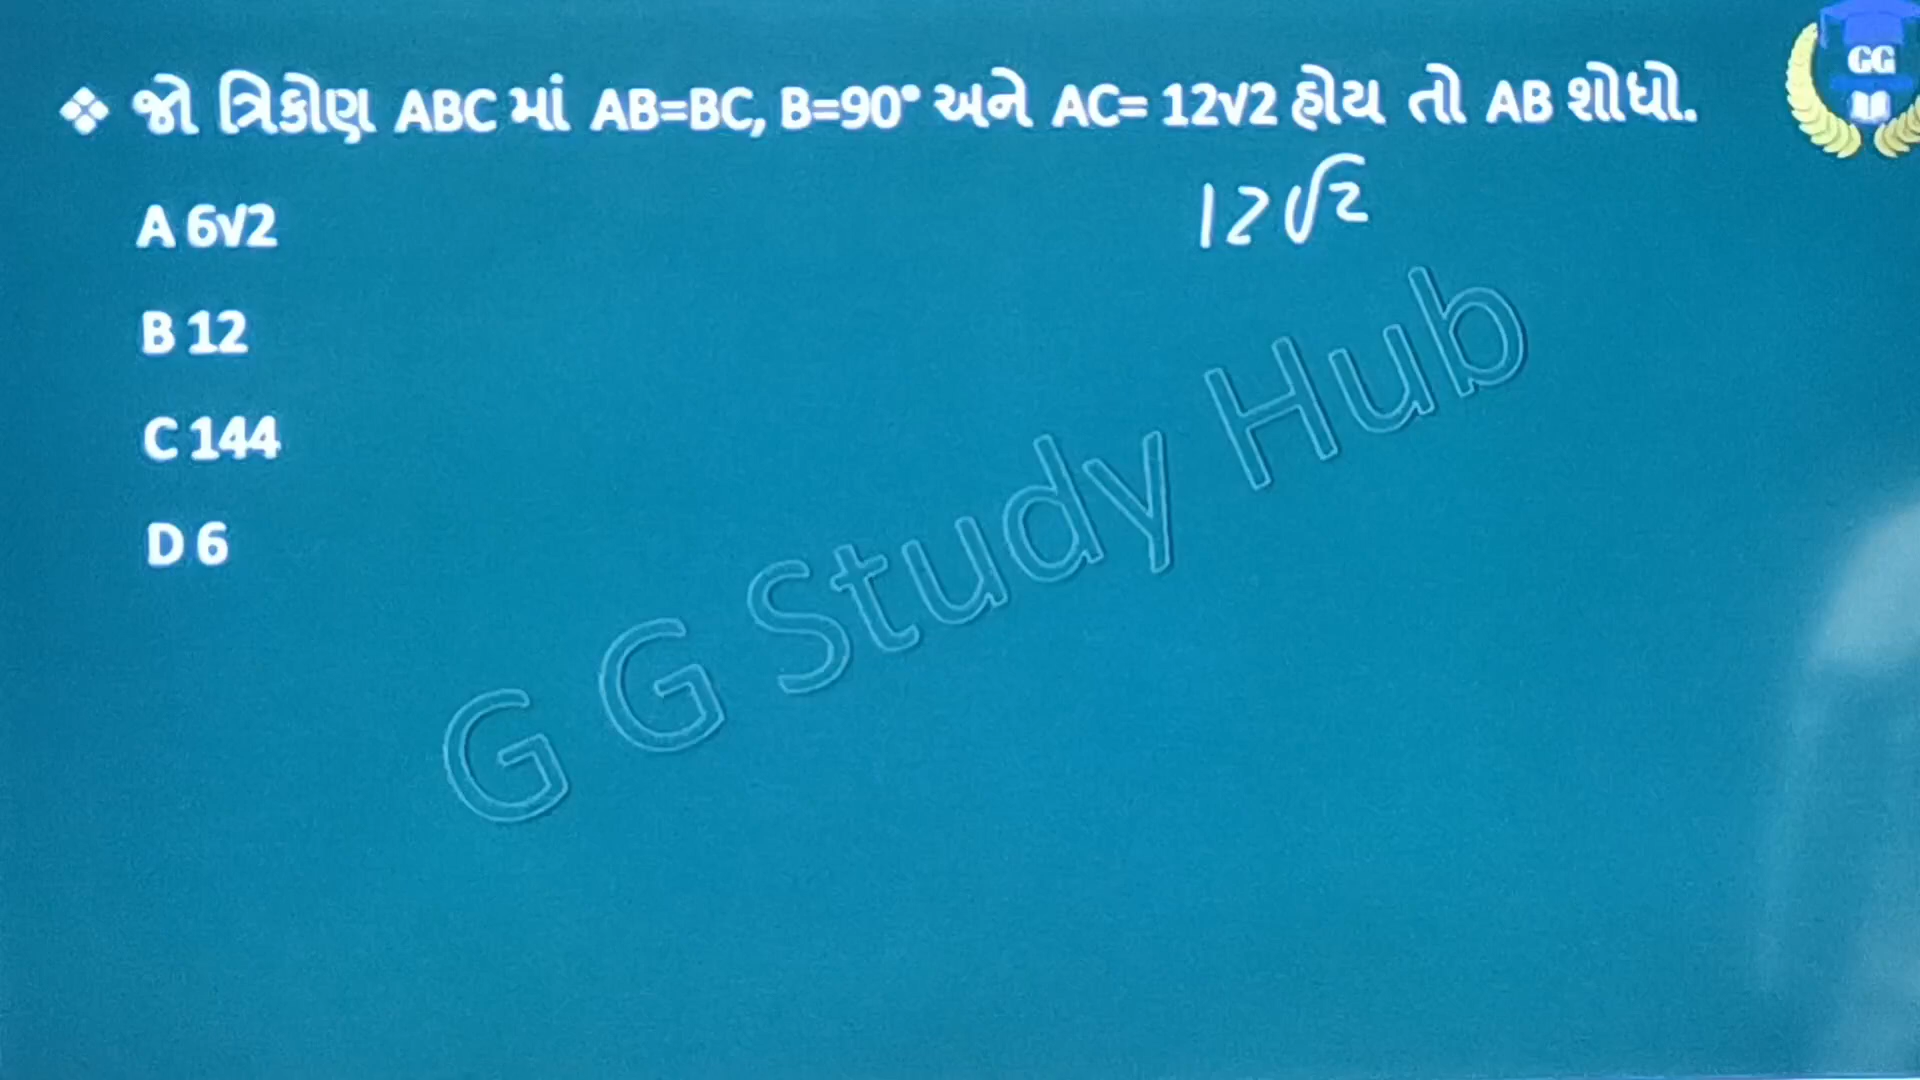 ❖ જો ત્રિકોણ ABC માં AB=BC, B=90° અને AC= 12√2 હોય તો AB શોધો.
12√2
A 6√2
B 12
C 144
D 6
G G Study Hub
GG